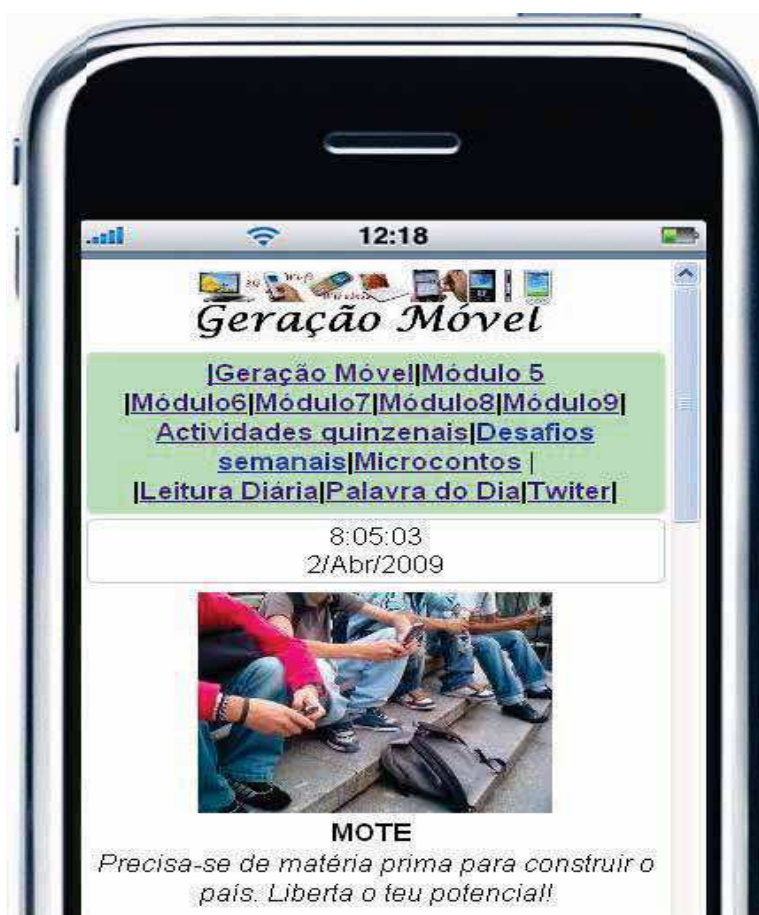 12:18
Geração Móvel
|Geração Móvel|Módulo 5
|Módulo6|Módulo7|Módulo8|Módulo9|
Actividades quinzenais|Desafios
semanais|Microcontos |
|Leitura Diária|Palavra do Dia|Twiter|
8:05:03
2/Abr/2009
MOTE
Precisa-se de matéria prima para construir o
país. Liberta o teu potencial!